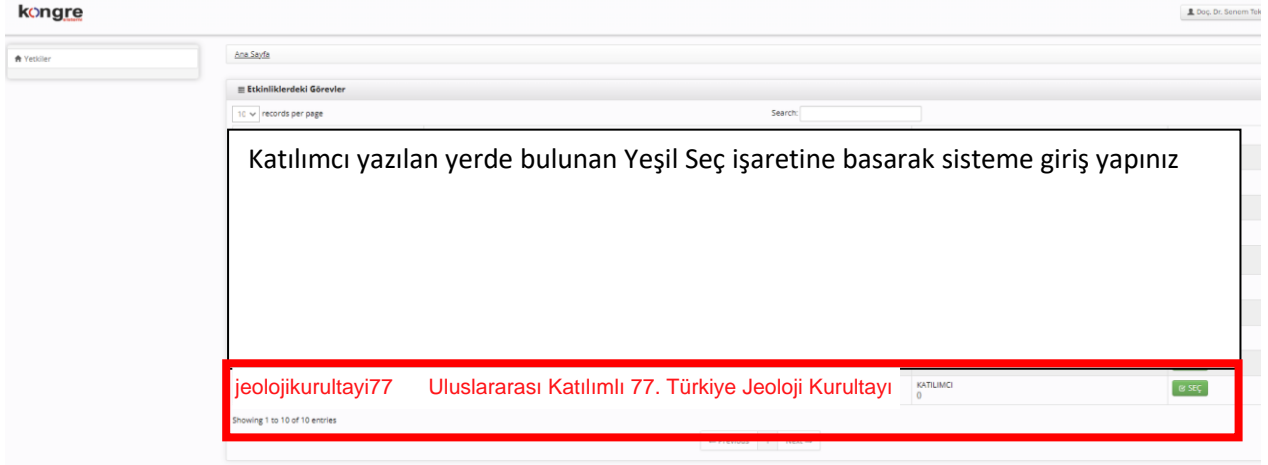 kongre
Doç. Dr. Senem Tek
Yetkiler
Ana Sayfa
Etkinliklerdeki Görevler
10 records per page
Search:
Katılımcı yazılan yerde bulunan Yeşil Seç işaretine basarak sisteme giriş yapınız
jeolojikurultayi77 Uluslararası Katılımlı 77. Türkiye Jeoloji Kurultayı
KATILIMCI
0
SEÇ
Showing 1 to 10 of 10 entries